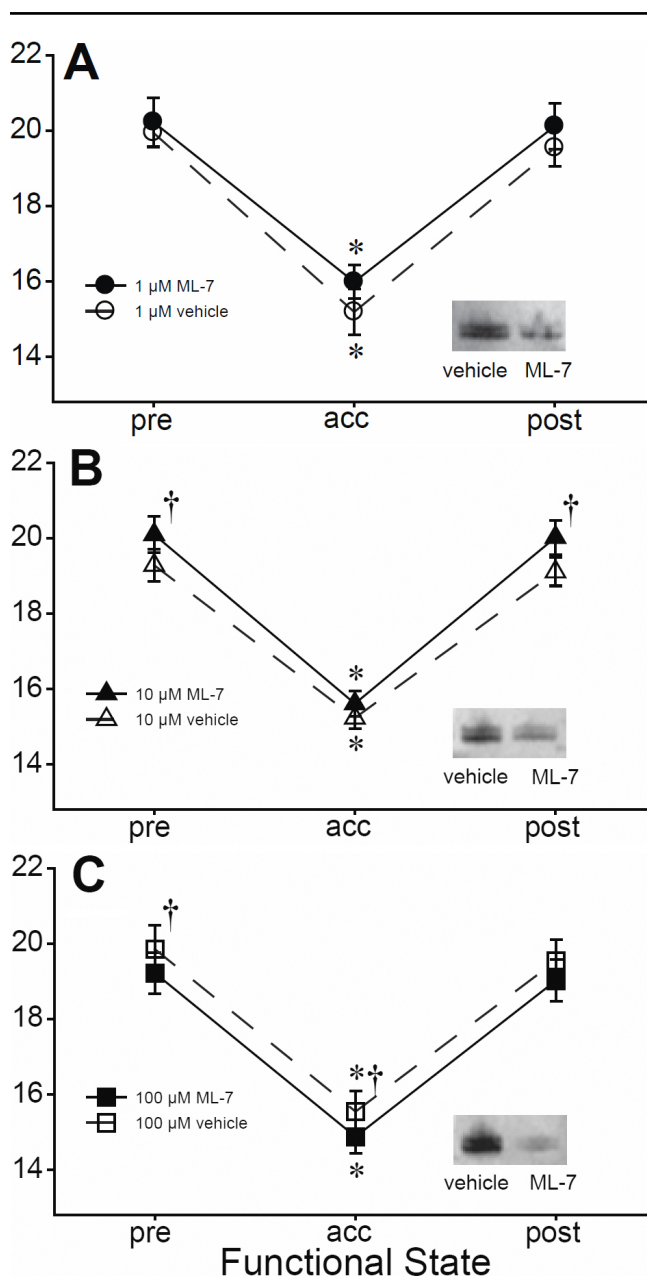 A
22
20
18
16
14
*
*
1 µM ML-7
1 µM vehicle
vehicle ML-7
pre acc post
B
22
20
18
16
14
† †
*
*
10 µM ML-7
10 µM vehicle
vehicle ML-7
pre acc post
C
22
20
18
16
14
†
*†
*
100 µM ML-7
100 µM vehicle
vehicle ML-7
pre acc post
Functional State